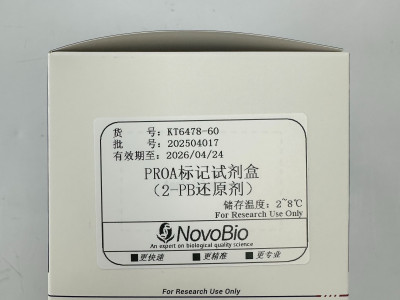 货 号：KT6478-60
批 号：202504017
有效期至：2026/04/24
PROA标记试剂盒
（2-PB还原剂）
储存温度：2~8℃
For Research Use Only
NovoBio
An expert on biological quality science
■ 更快速 ■ 更精准 ■ 更专业
For Research Use Only